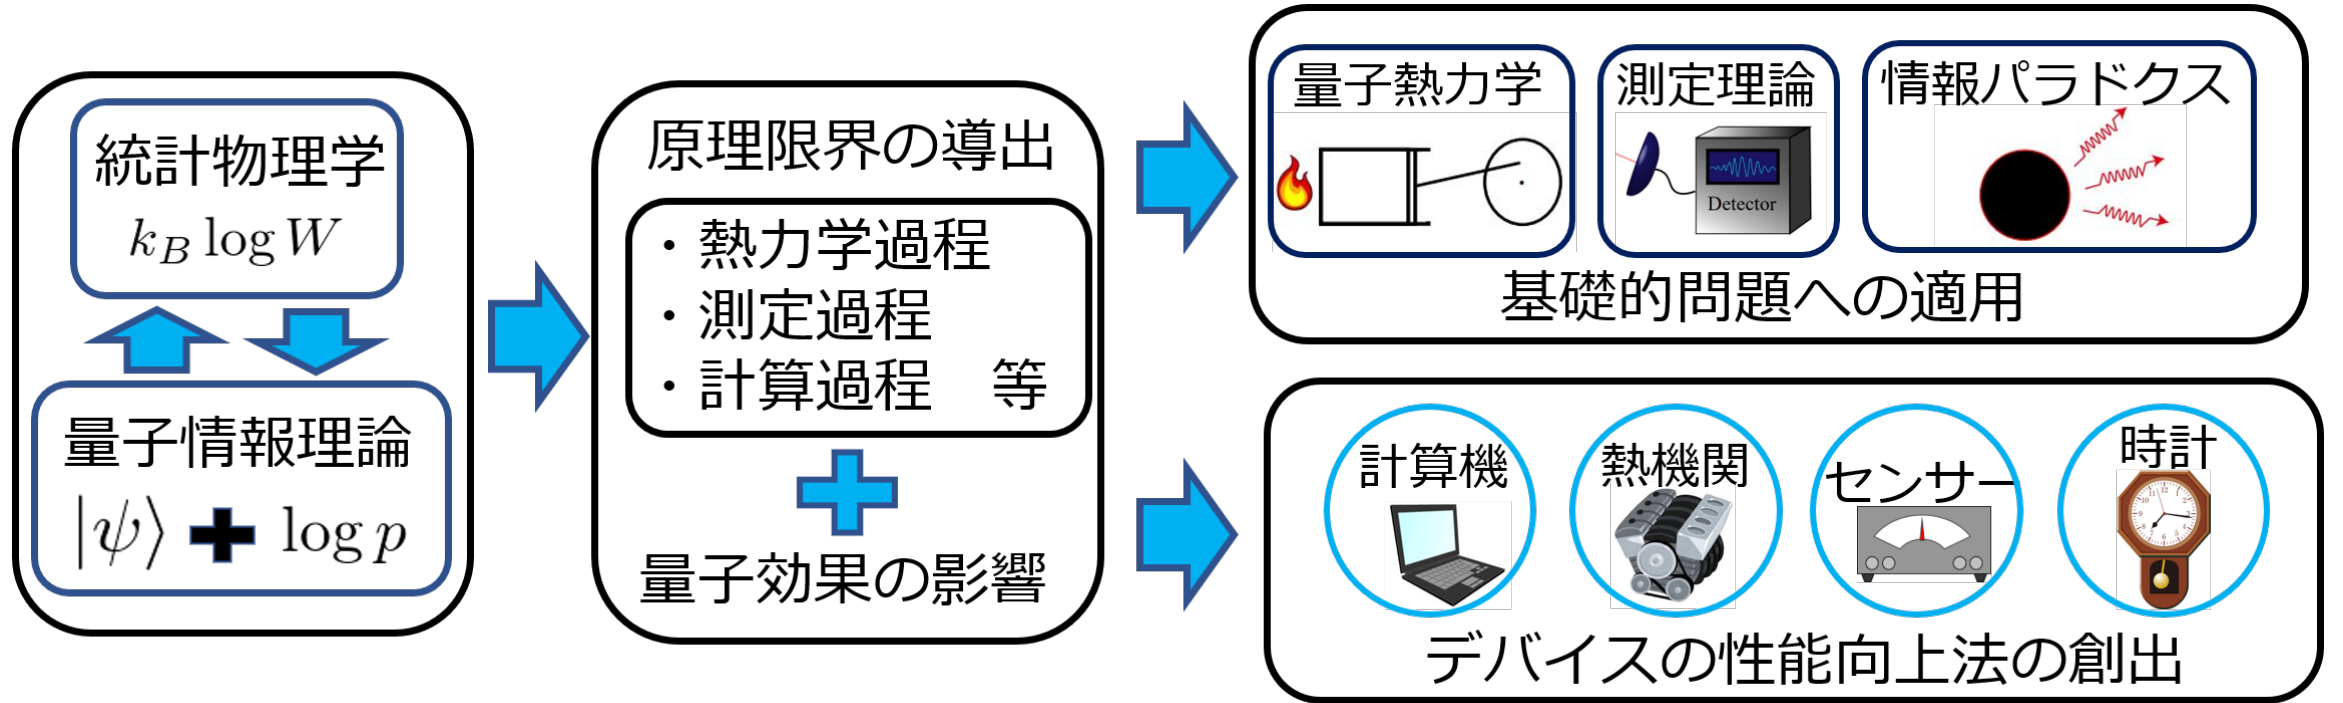 統計物理学
k_B log W
量子情報理論
|ψ⟩ + log p
原理限界の導出
・熱力学過程
・測定過程
・計算過程　等
量子効果の影響
量子熱力学
測定理論
Detector
情報パラドクス
基礎的問題への適用
計算機
熱機関
センサー
時計
デバイスの性能向上法の創出